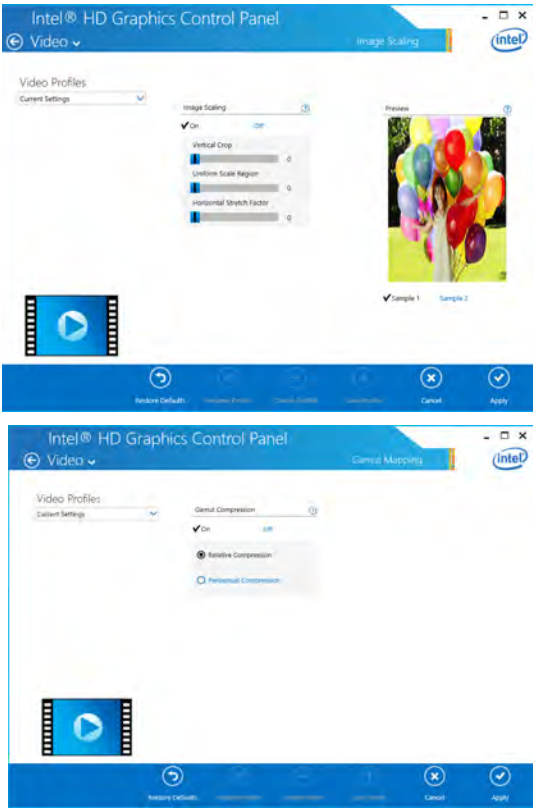 Intel® HD Graphics Control Panel
Video
Image Scaling
intel
Video Profiles
Current Settings
Image Scaling
On Off
Vertical Crop
0
Uniform Scale Region
0
Horizontal Stretch Factor
0
Preview
Sample 1 Sample 2
Restore Defaults
Cancel
Apply
Intel® HD Graphics Control Panel
Video
Gamut Mapping
intel
Video Profiles
Current Settings
Gamut Compression
On Off
Relative Compression
Perceptual Compression
Restore Defaults
Cancel
Apply